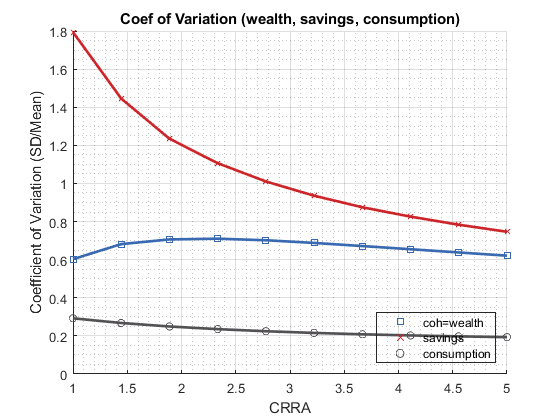 Coef of Variation (wealth, savings, consumption)
Coefficient of Variation (SD/Mean)
1.8
1.6
1.4
1.2
1
0.8
0.6
0.4
0.2
0
coh=wealth
savings
consumption
1 1.5 2 2.5 3 3.5 4 4.5 5
CRRA